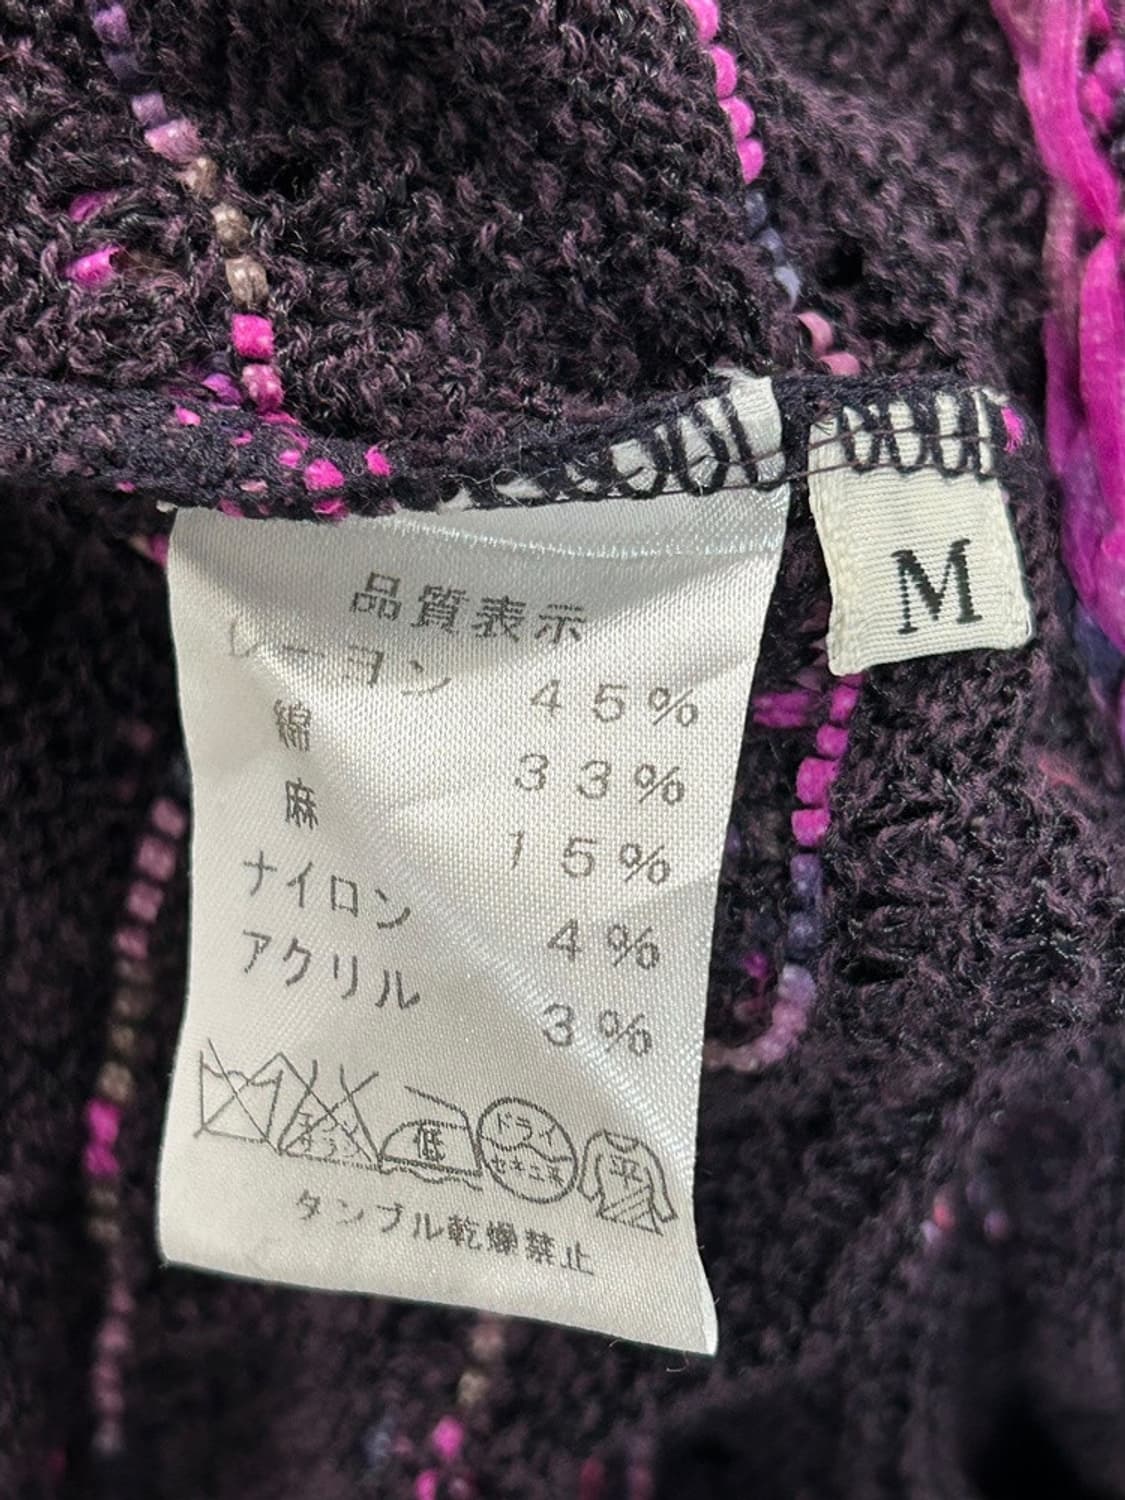 品質表示
レーヨン 45%
綿 33%
麻 15%
ナイロン 4%
アクリル 3%
低
ドライ
セキユ系
平
タンブル乾燥禁止
M